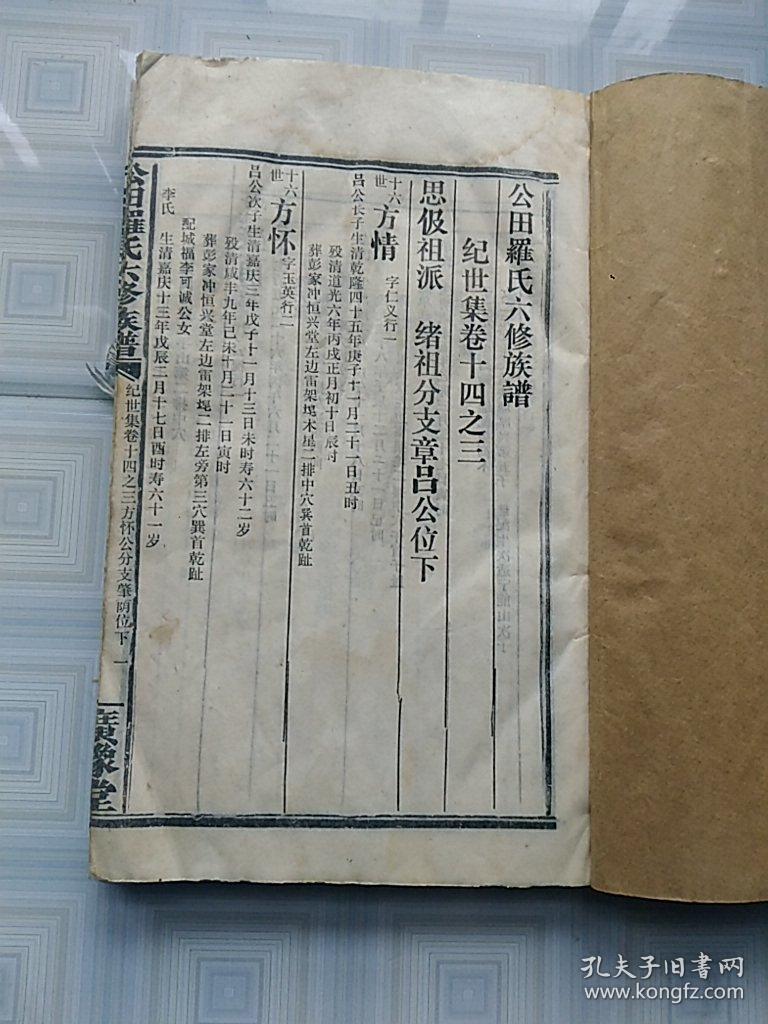 公田羅氏六修族譜
纪世集卷十四之三
思伋祖派 绪祖分支章吕公位下
十六世 方情 字仁义行一
吕公长子生清乾隆四十五年庚子十一月二十一日丑时
殁清道光六年丙戌正月初十日辰时
葬彭家冲恒兴堂左边雷架堒木星二排中穴巽首乾趾
十六世 方怀 字玉英行二
吕公次子生清嘉庆三年戊子十一月十三日未时寿六十二岁
殁清咸丰九年己未十月二十一日寅时
葬彭家冲恒兴堂左边雷架堒二排左旁第三穴巽首乾趾
配城福李可诚公女
李氏 生清嘉庆十三年戊辰二月十七日酉时寿六十一岁
公田羅氏六修族譜
纪世集卷十四之三方怀公分支肇荫位下 一
豫堂
孔夫子旧书网
www.kongfz.com